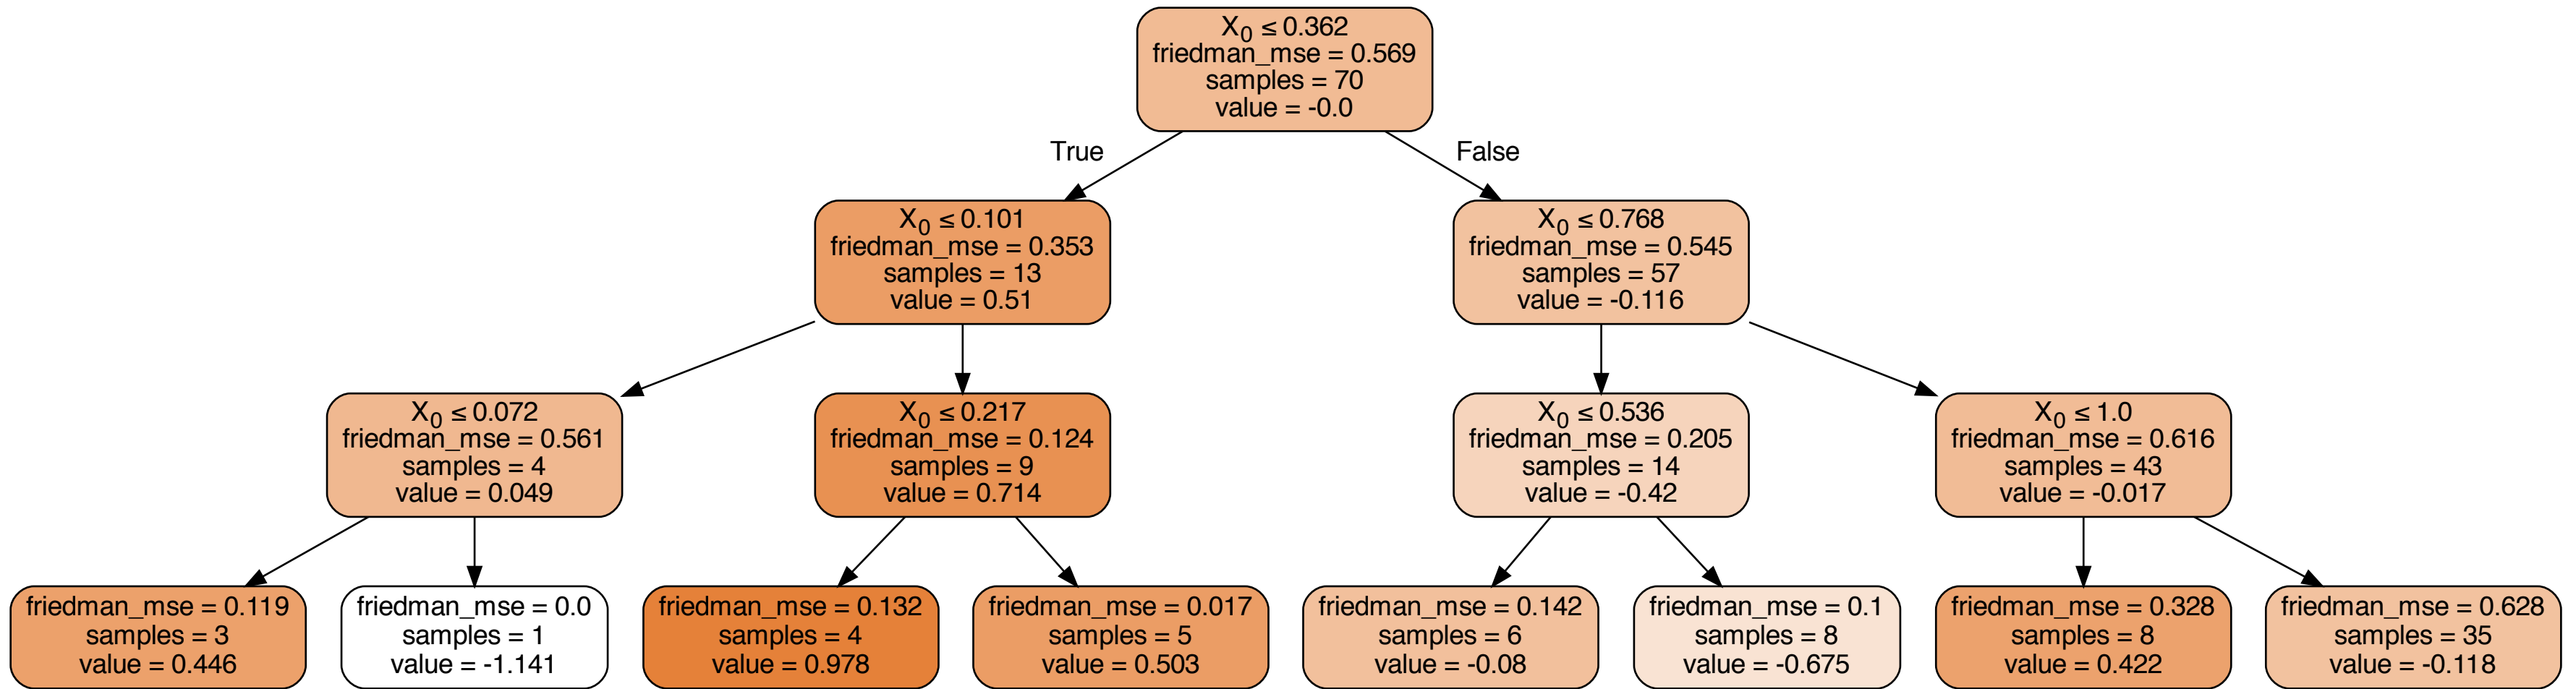 X0 ≤ 0.362
friedman_mse = 0.569
samples = 70
value = -0.0
True
False
X0 ≤ 0.101
friedman_mse = 0.353
samples = 13
value = 0.51
X0 ≤ 0.768
friedman_mse = 0.545
samples = 57
value = -0.116
X0 ≤ 0.072
friedman_mse = 0.561
samples = 4
value = 0.049
X0 ≤ 0.217
friedman_mse = 0.124
samples = 9
value = 0.714
X0 ≤ 0.536
friedman_mse = 0.205
samples = 14
value = -0.42
X0 ≤ 1.0
friedman_mse = 0.616
samples = 43
value = -0.017
friedman_mse = 0.119
samples = 3
value = 0.446
friedman_mse = 0.0
samples = 1
value = -1.141
friedman_mse = 0.132
samples = 4
value = 0.978
friedman_mse = 0.017
samples = 5
value = 0.503
friedman_mse = 0.142
samples = 6
value = -0.08
friedman_mse = 0.1
samples = 8
value = -0.675
friedman_mse = 0.328
samples = 8
value = 0.422
friedman_mse = 0.628
samples = 35
value = -0.118